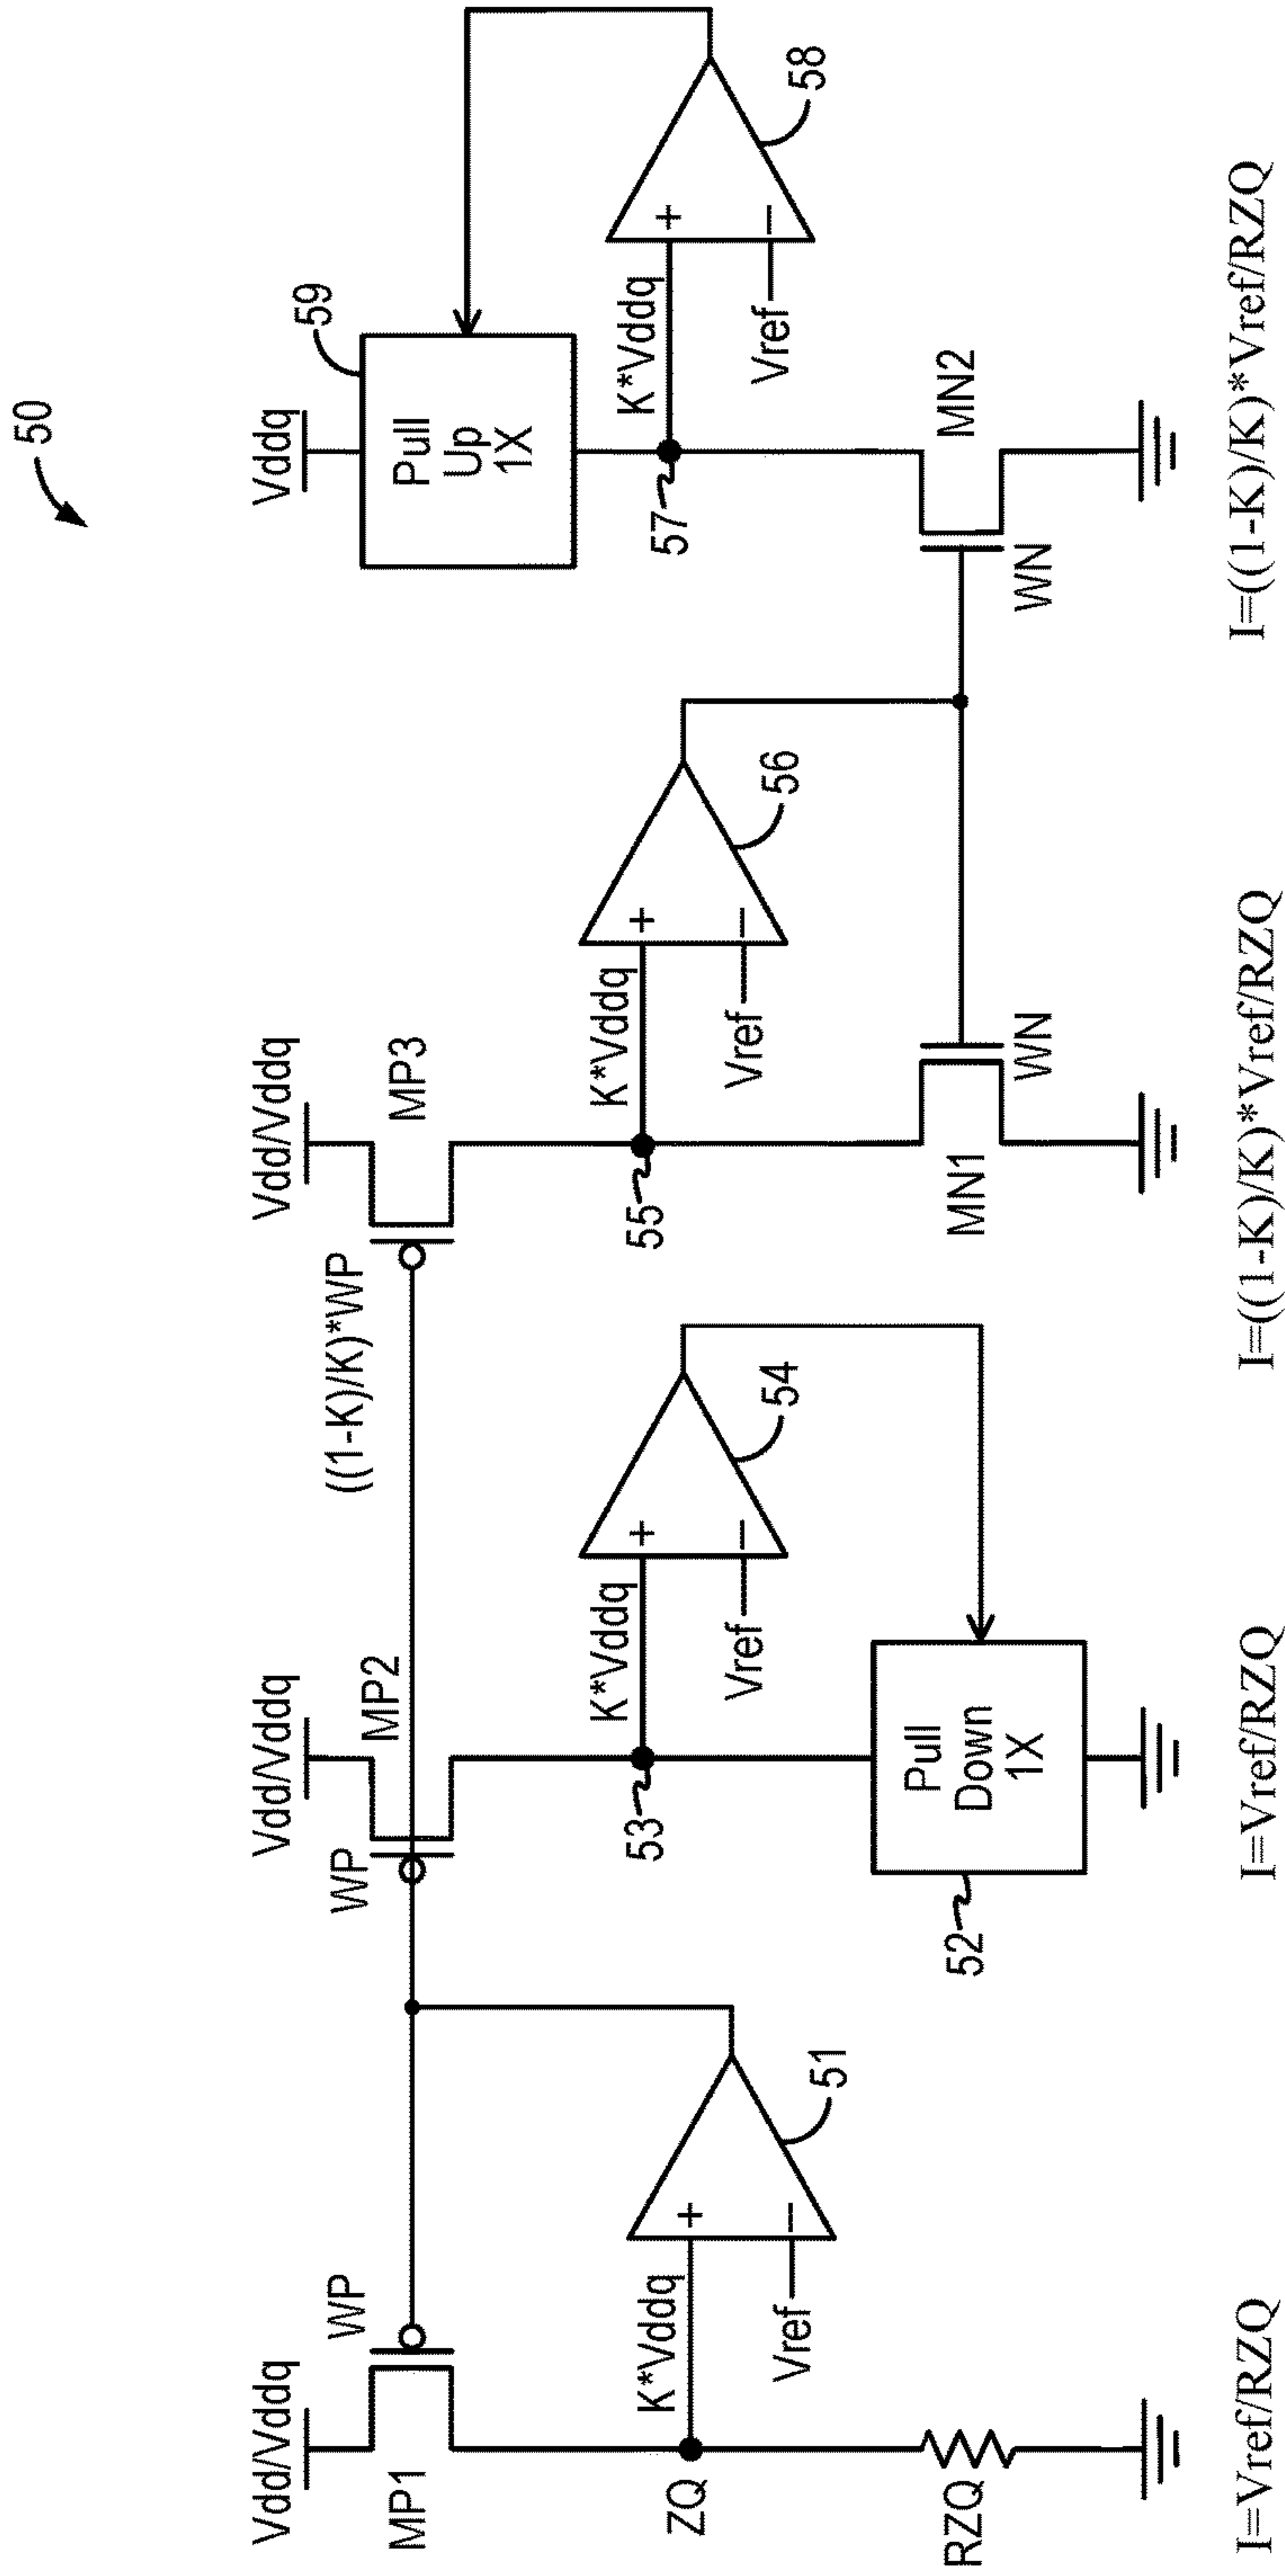 50
Vdd/Vddq
WP
MP1
K*Vddq
+
−
Vref
51
ZQ
RZQ
I=Vref/RZQ
Vdd/Vddq
MP2
WP
53
K*Vddq
+
−
Vref
54
Pull
Down
1X
52
I=Vref/RZQ
Vdd/Vddq
MP3
((1-K)/K)*WP
55
K*Vddq
+
−
Vref
56
MN1
WN
I=((1-K)/K)*Vref/RZQ
Vddq
59
Pull
Up
1X
57
K*Vddq
+
−
Vref
58
MN2
WN
I=((1-K)/K)*Vref/RZQ